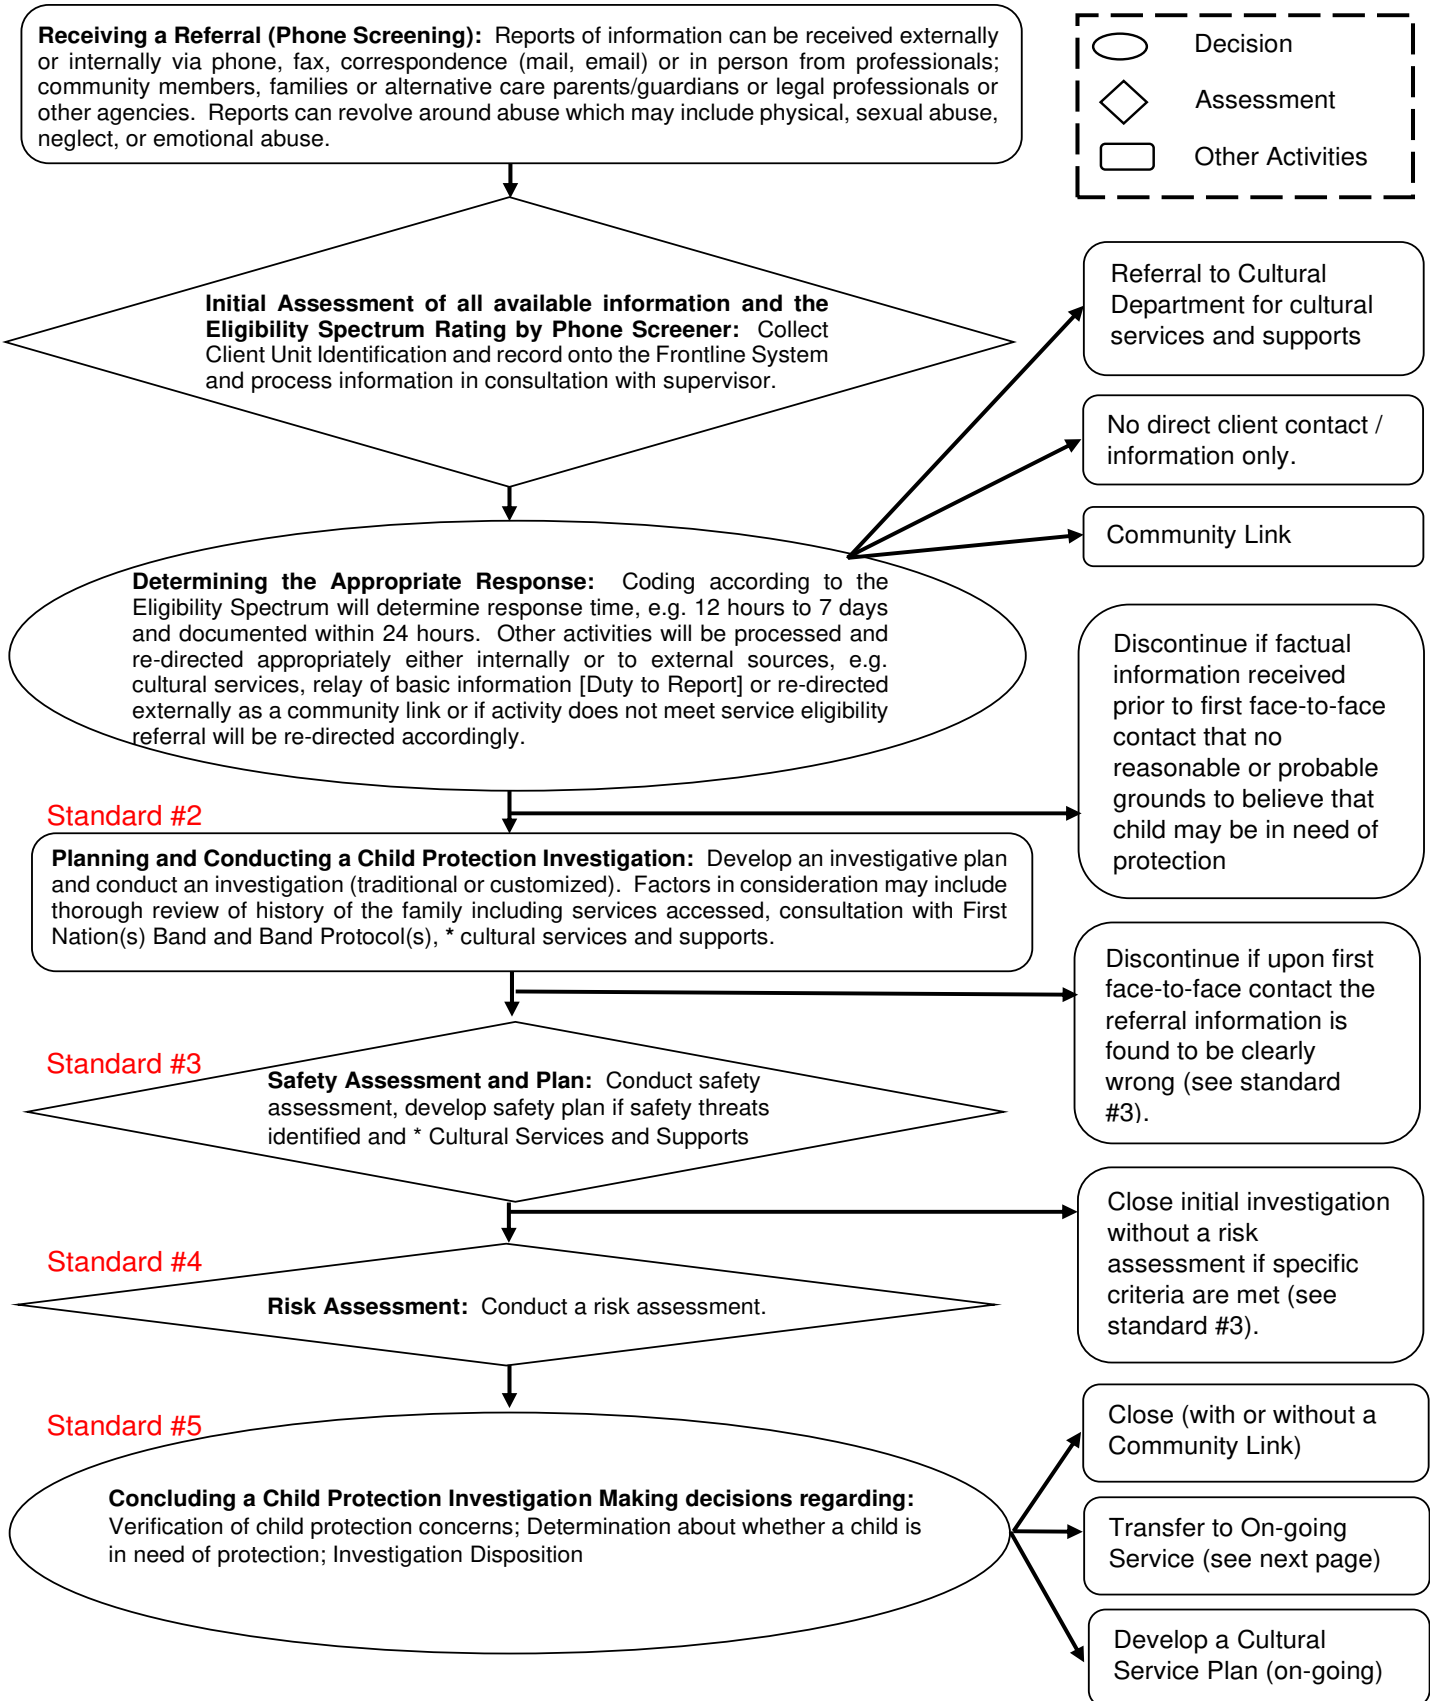 Receiving a Referral (Phone Screening): Reports of information can be received externally
or internally via phone, fax, correspondence (mail, email) or in person from professionals;
community members, families or alternative care parents/guardians or legal professionals or
other agencies. Reports can revolve around abuse which may include physical, sexual abuse,
neglect, or emotional abuse.
Decision
Assessment
Other Activities
Initial Assessment of all available information and the
Eligibility Spectrum Rating by Phone Screener: Collect
Client Unit Identification and record onto the Frontline System
and process information in consultation with supervisor.
Referral to Cultural
Department for cultural
services and supports
No direct client contact /
information only.
Community Link
Determining the Appropriate Response: Coding according to the
Eligibility Spectrum will determine response time, e.g. 12 hours to 7 days
and documented within 24 hours. Other activities will be processed and
re-directed appropriately either internally or to external sources, e.g.
cultural services, relay of basic information [Duty to Report] or re-directed
externally as a community link or if activity does not meet service eligibility
referral will be re-directed accordingly.
Discontinue if factual
information received
prior to first face-to-face
contact that no
reasonable or probable
grounds to believe that
child may be in need of
protection
Standard #2
Planning and Conducting a Child Protection Investigation: Develop an investigative plan
and conduct an investigation (traditional or customized). Factors in consideration may include
thorough review of history of the family including services accessed, consultation with First
Nation(s) Band and Band Protocol(s), * cultural services and supports.
Discontinue if upon first
face-to-face contact the
referral information is
found to be clearly
wrong (see standard
#3).
Standard #3
Safety Assessment and Plan: Conduct safety
assessment, develop safety plan if safety threats
identified and * Cultural Services and Supports
Close initial investigation
without a risk
assessment if specific
criteria are met (see
standard #3).
Standard #4
Risk Assessment: Conduct a risk assessment.
Standard #5
Concluding a Child Protection Investigation Making decisions regarding:
Verification of child protection concerns; Determination about whether a child is
in need of protection; Investigation Disposition
Close (with or without a
Community Link)
Transfer to On-going
Service (see next page)
Develop a Cultural
Service Plan (on-going)